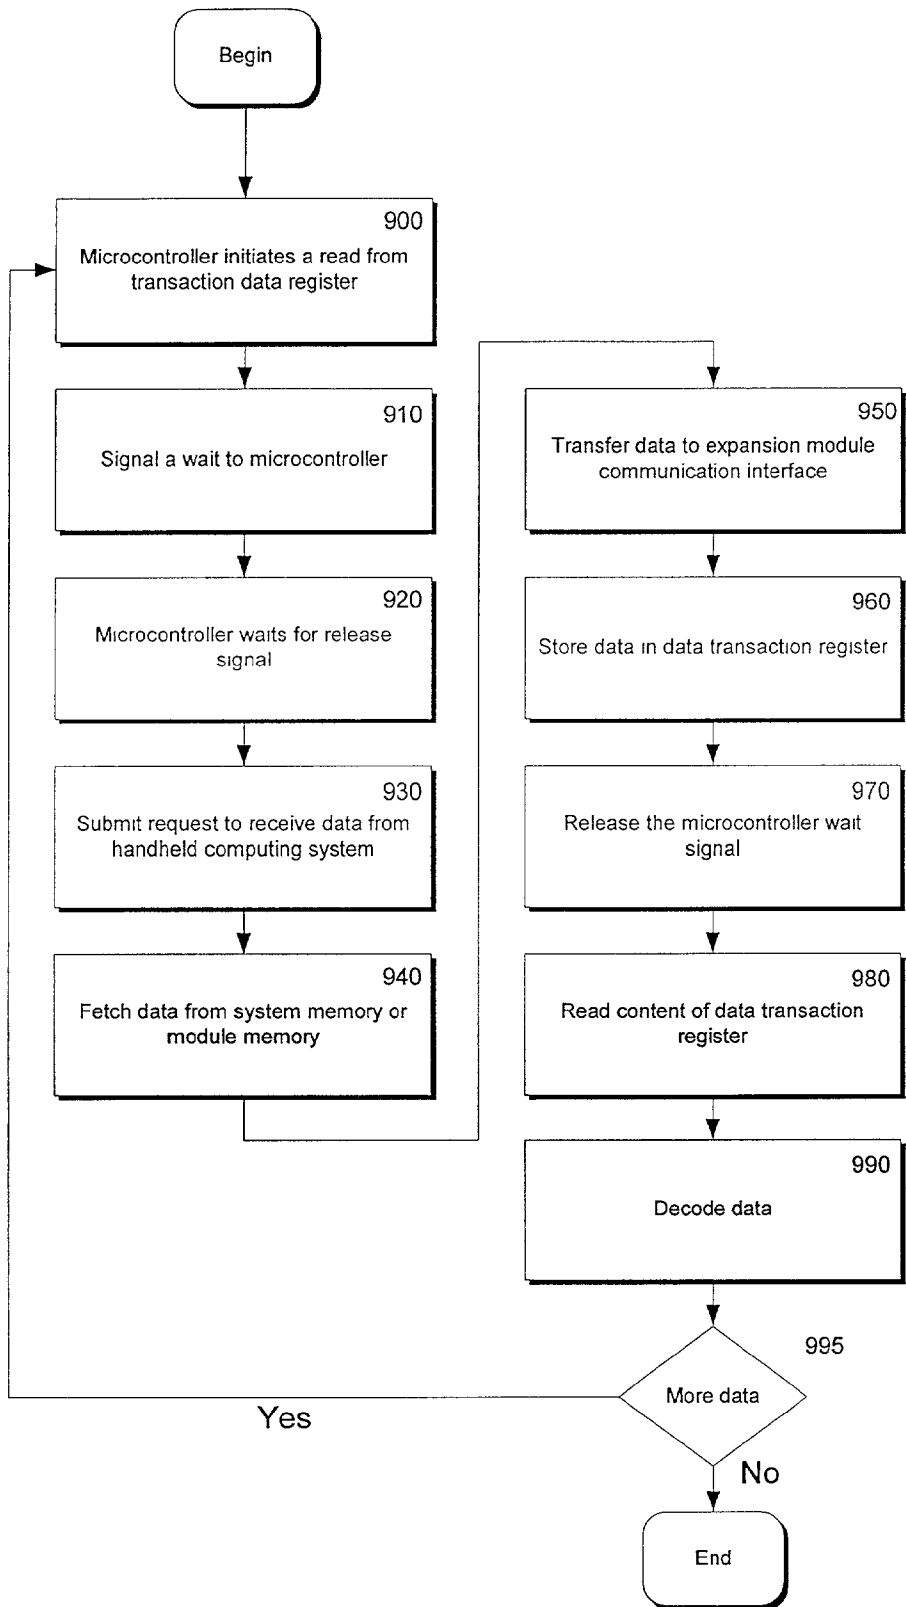 Begin
900
Microcontroller initiates a read from
transaction data register
910
Signal a wait to microcontroller
920
Microcontroller waits for release
signal
930
Submit request to receive data from
handheld computing system
940
Fetch data from system memory or
module memory
950
Transfer data to expansion module
communication interface
960
Store data in data transaction register
970
Release the microcontroller wait
signal
980
Read content of data transaction
register
990
Decode data
995
More data
Yes
No
End